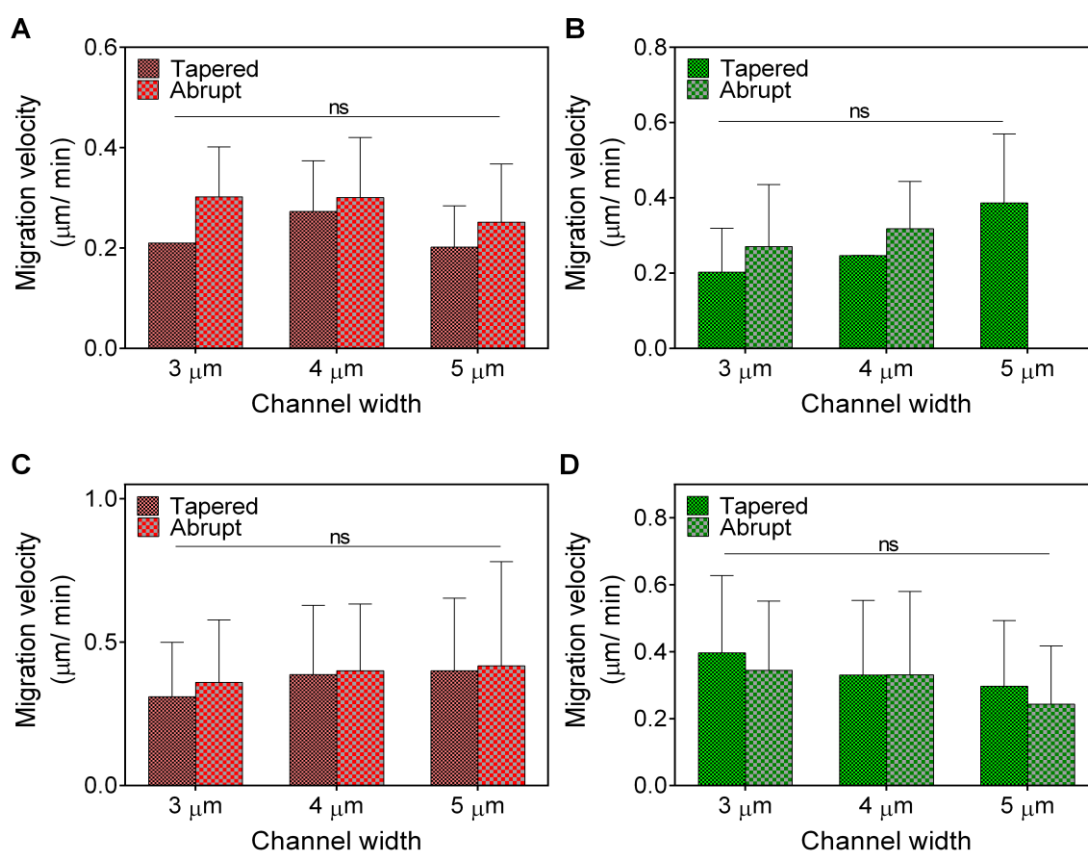 A
Migration velocity
(μm/ min)
0.6
0.4
0.2
0.0
Tapered
Abrupt
ns
3 μm
4 μm
5 μm
Channel width
B
Migration velocity
(μm/ min)
0.8
0.6
0.4
0.2
0.0
Tapered
Abrupt
ns
3 μm
4 μm
5 μm
Channel width
C
Migration velocity
(μm/ min)
1.0
0.5
0.0
Tapered
Abrupt
ns
3 μm
4 μm
5 μm
Channel width
D
Migration velocity
(μm/ min)
0.8
0.6
0.4
0.2
0.0
Tapered
Abrupt
ns
3 μm
4 μm
5 μm
Channel width